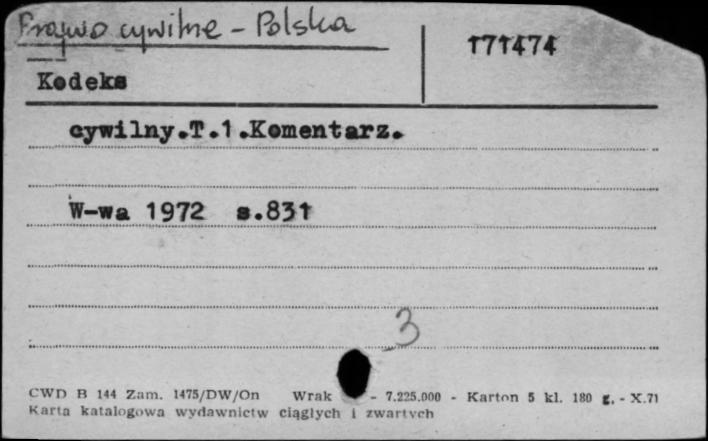 Prawo cywilne - Polska
171474
Kodeks
cywilny.T.1.Komentarz.
W-wa 1972 s.831
3
CWD B 144 Zam. 1475/DW/On Wrak - 7.225.000 - Karton 5 kl. 180 g. - X.71
Karta katalogowa wydawnictw ciągłych i zwartych